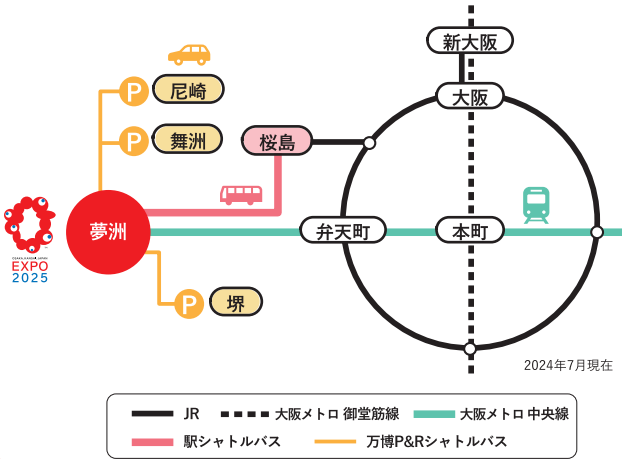 新大阪
大阪
P 尼崎
P 舞洲
桜島
夢洲
弁天町
本町
OSAKA, KANSAI, JAPAN
EXPO
2025
P 堺
2024年7月現在
JR 大阪メトロ 御堂筋線 大阪メトロ 中央線
駅シャトルバス 万博P&Rシャトルバス